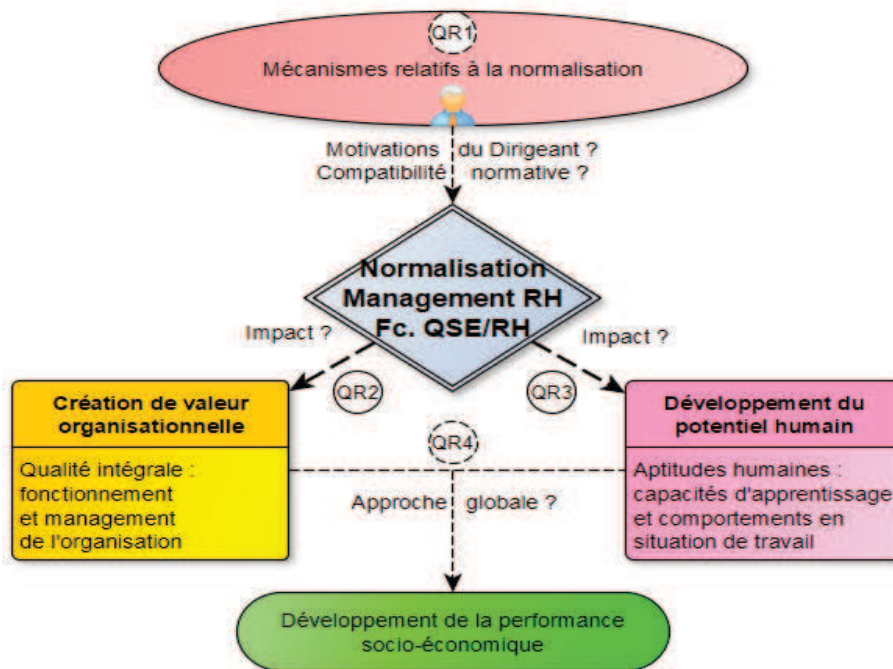 QR1
Mécanismes relatifs à la normalisation
Motivations du Dirigeant ?
Compatibilité normative ?
Normalisation
Management RH
Fc. QSE/RH
Impact ?
Impact ?
QR2
QR3
Création de valeur
organisationnelle
Qualité intégrale :
fonctionnement
et management
de l'organisation
Développement du
potentiel humain
Aptitudes humaines :
capacités d'apprentissage
et comportements en
situation de travail
QR4
Approche globale ?
Développement de la performance
socio-économique